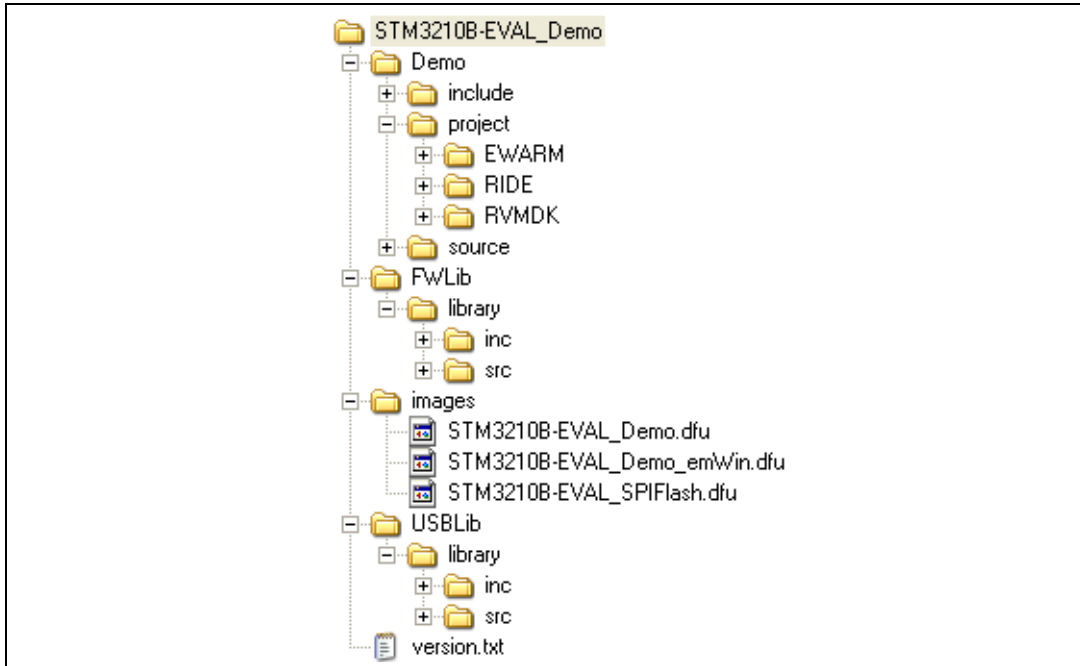 STM3210B-EVAL_Demo
Demo
include
project
EWARM
RIDE
RVMDK
source
FWLib
library
inc
src
images
STM3210B-EVAL_Demo.dfu
STM3210B-EVAL_Demo_emWin.dfu
STM3210B-EVAL_SPIFlash.dfu
USBLib
library
inc
src
version.txt